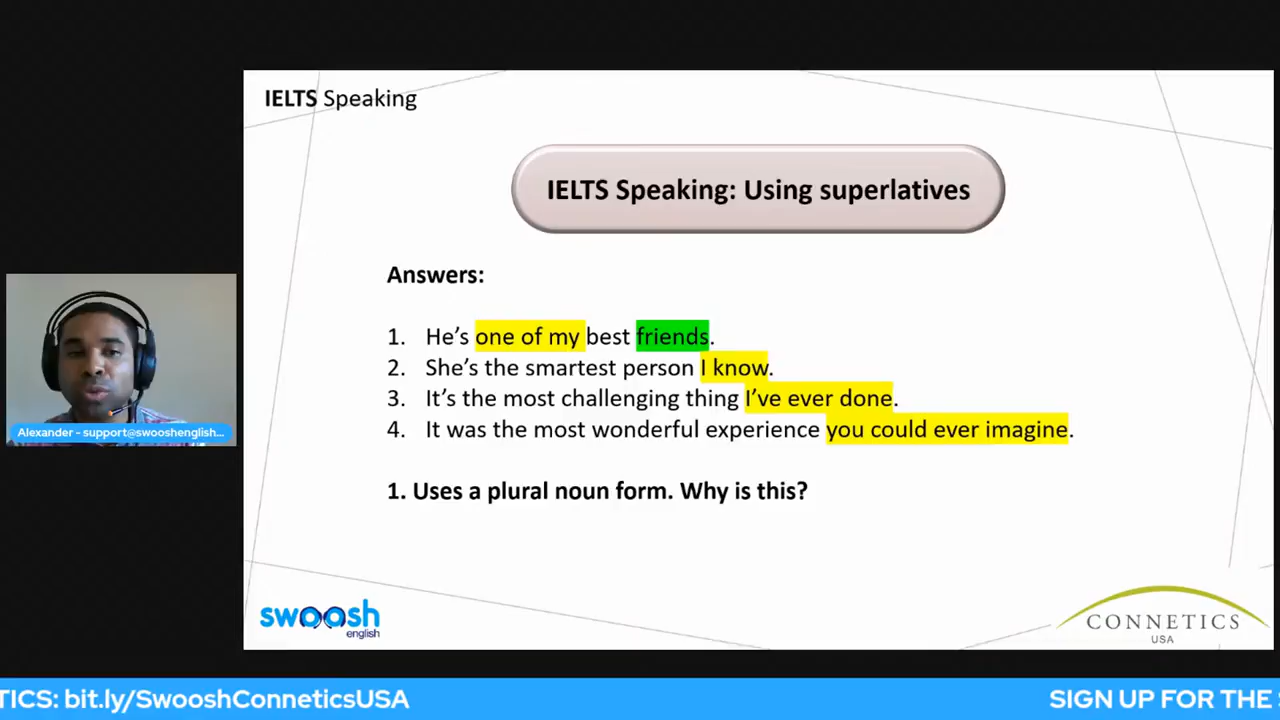 IELTS Speaking
IELTS Speaking: Using superlatives
Answers:
1. He's one of my best friends.
2. She's the smartest person I know.
3. It's the most challenging thing I've ever done.
4. It was the most wonderful experience you could ever imagine.
1. Uses a plural noun form. Why is this?
Alexander - support@swooshenglish...
swoosh
english
CONNETICS
USA
TICS: bit.ly/SwooshConneticsUSA
SIGN UP FOR THE